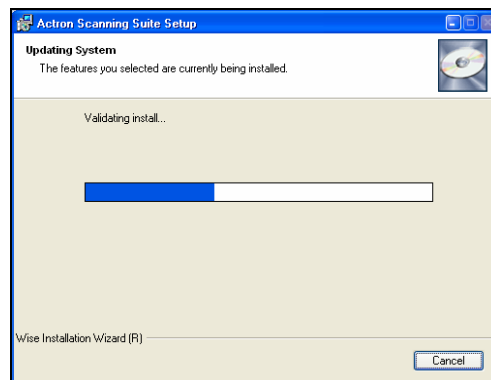 Actron Scanning Suite Setup
Updating System
The features you selected are currently being installed.
Validating install...
Wise Installation Wizard (R)
Cancel